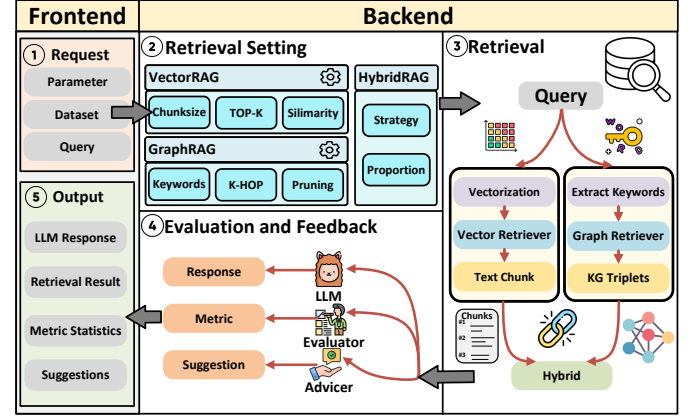 Frontend
Backend
1 Request
Parameter
Dataset
Query
2 Retrieval Setting
VectorRAG
Chunksize
TOP-K
Silimarity
GraphRAG
Keywords
K-HOP
Pruning
HybridRAG
Strategy
Proportion
3 Retrieval
Query
WORD
Vectorization
Vector Retriever
Text Chunk
Extract Keywords
Graph Retriever
KG Triplets
Chunks
#1
#2
#3
Hybrid
4 Evaluation and Feedback
Response
LLM
Metric
Evaluator
Suggestion
Advicer
5 Output
LLM Response
Retrieval Result
Metric Statistics
Suggestions